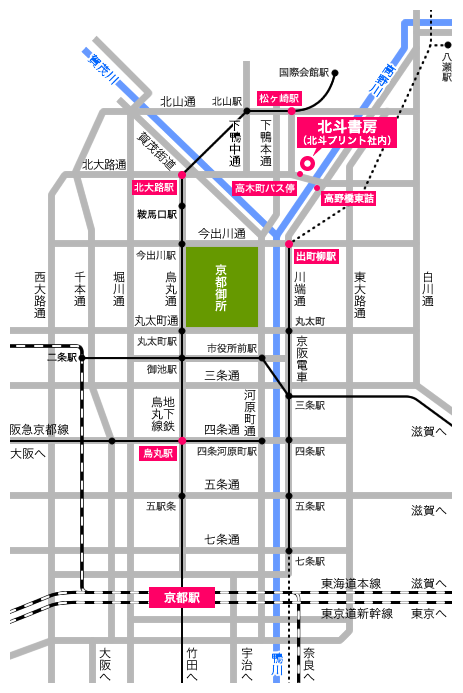 八瀬駅
賀茂川
高野川
国際会館駅
松ヶ崎駅
北山通
北山駅
北斗書房
(北斗プリント社内)
下鴨中通
下鴨本通
賀茂街道
北大路通
北大路駅
高木町バス停
高野橋東詰
鞍馬口駅
今出川通
今出川駅
出町柳駅
京都御所
西大路通
千本通
堀川通
烏丸通
川端通
東大路通
白川通
丸太町通
丸太町
丸太町駅
市役所前駅
京阪電車
二条駅
御池駅
三条通
地下鉄
烏丸線
河原町通
三条駅
阪急京都線
四条通
滋賀へ
大阪へ
烏丸駅
四条河原町駅
四条駅
五条通
五駅条
五条駅
滋賀へ
七条通
七条駅
京都駅
東海道本線
滋賀へ
東海道新幹線
東京へ
大阪へ
竹田へ
宇治へ
鴨川
奈良へ